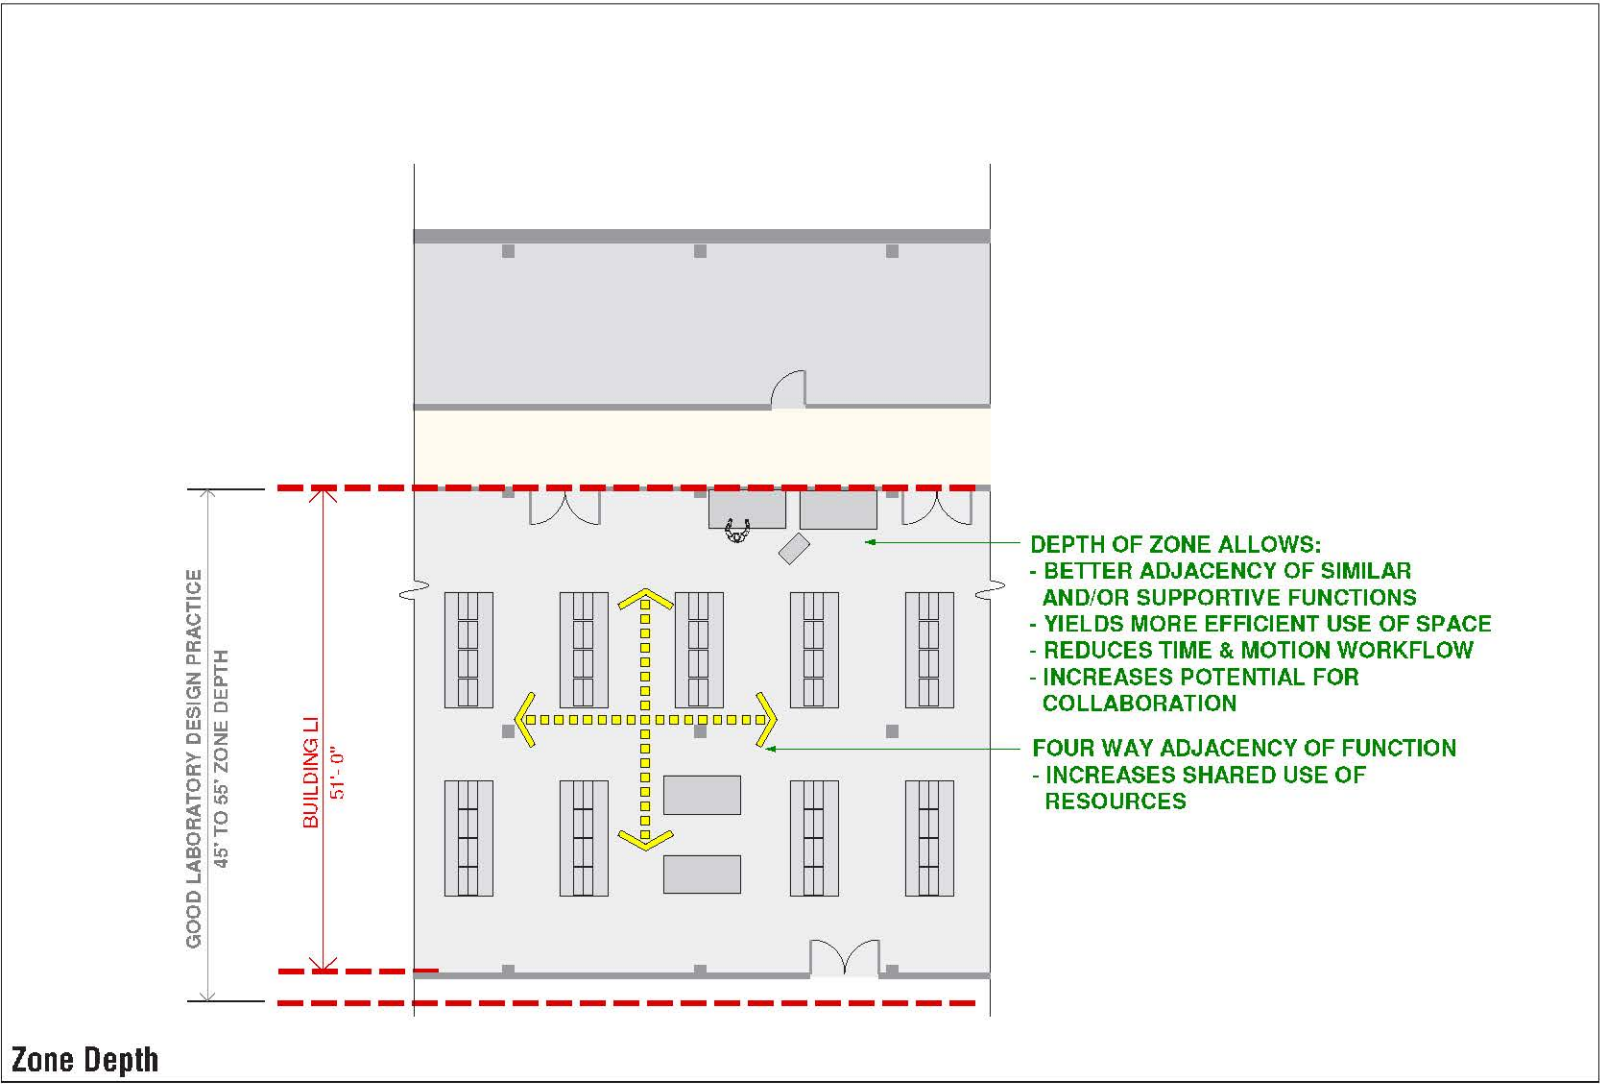 GOOD LABORATORY DESIGN PRACTICE
45' TO 55' ZONE DEPTH
BUILDING LI
51'- 0"
DEPTH OF ZONE ALLOWS:
- BETTER ADJACENCY OF SIMILAR
AND/OR SUPPORTIVE FUNCTIONS
- YIELDS MORE EFFICIENT USE OF SPACE
- REDUCES TIME & MOTION WORKFLOW
- INCREASES POTENTIAL FOR
COLLABORATION
FOUR WAY ADJACENCY OF FUNCTION
- INCREASES SHARED USE OF
RESOURCES
Zone Depth